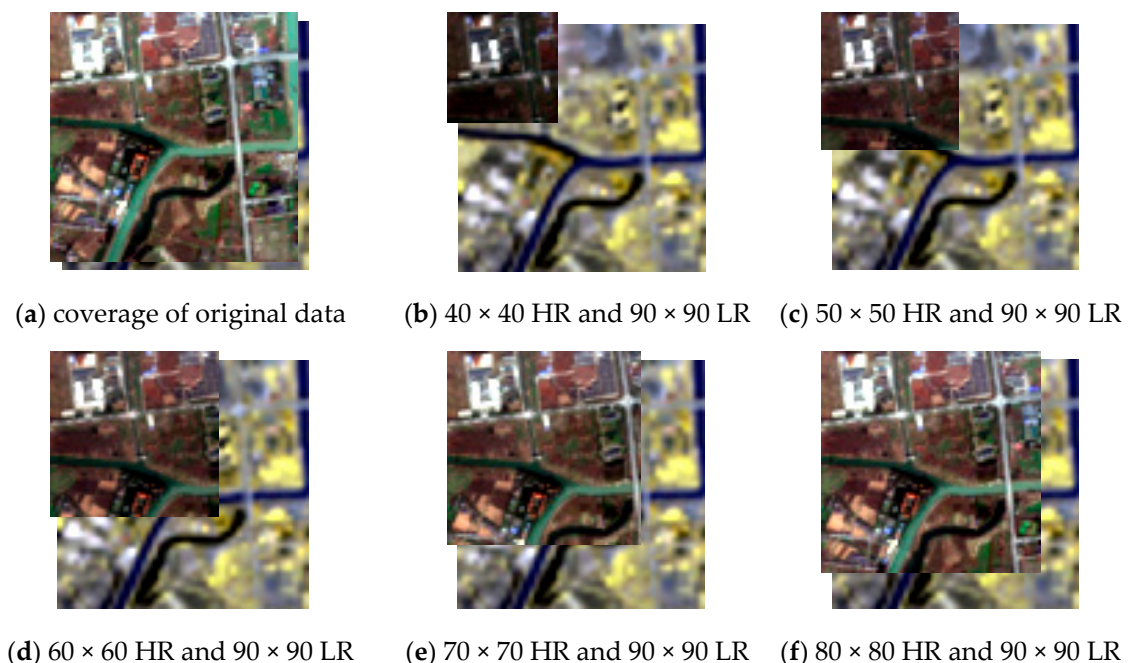 (a) coverage of original data
(b) 40 × 40 HR and 90 × 90 LR
(c) 50 × 50 HR and 90 × 90 LR
(d) 60 × 60 HR and 90 × 90 LR
(e) 70 × 70 HR and 90 × 90 LR
(f) 80 × 80 HR and 90 × 90 LR